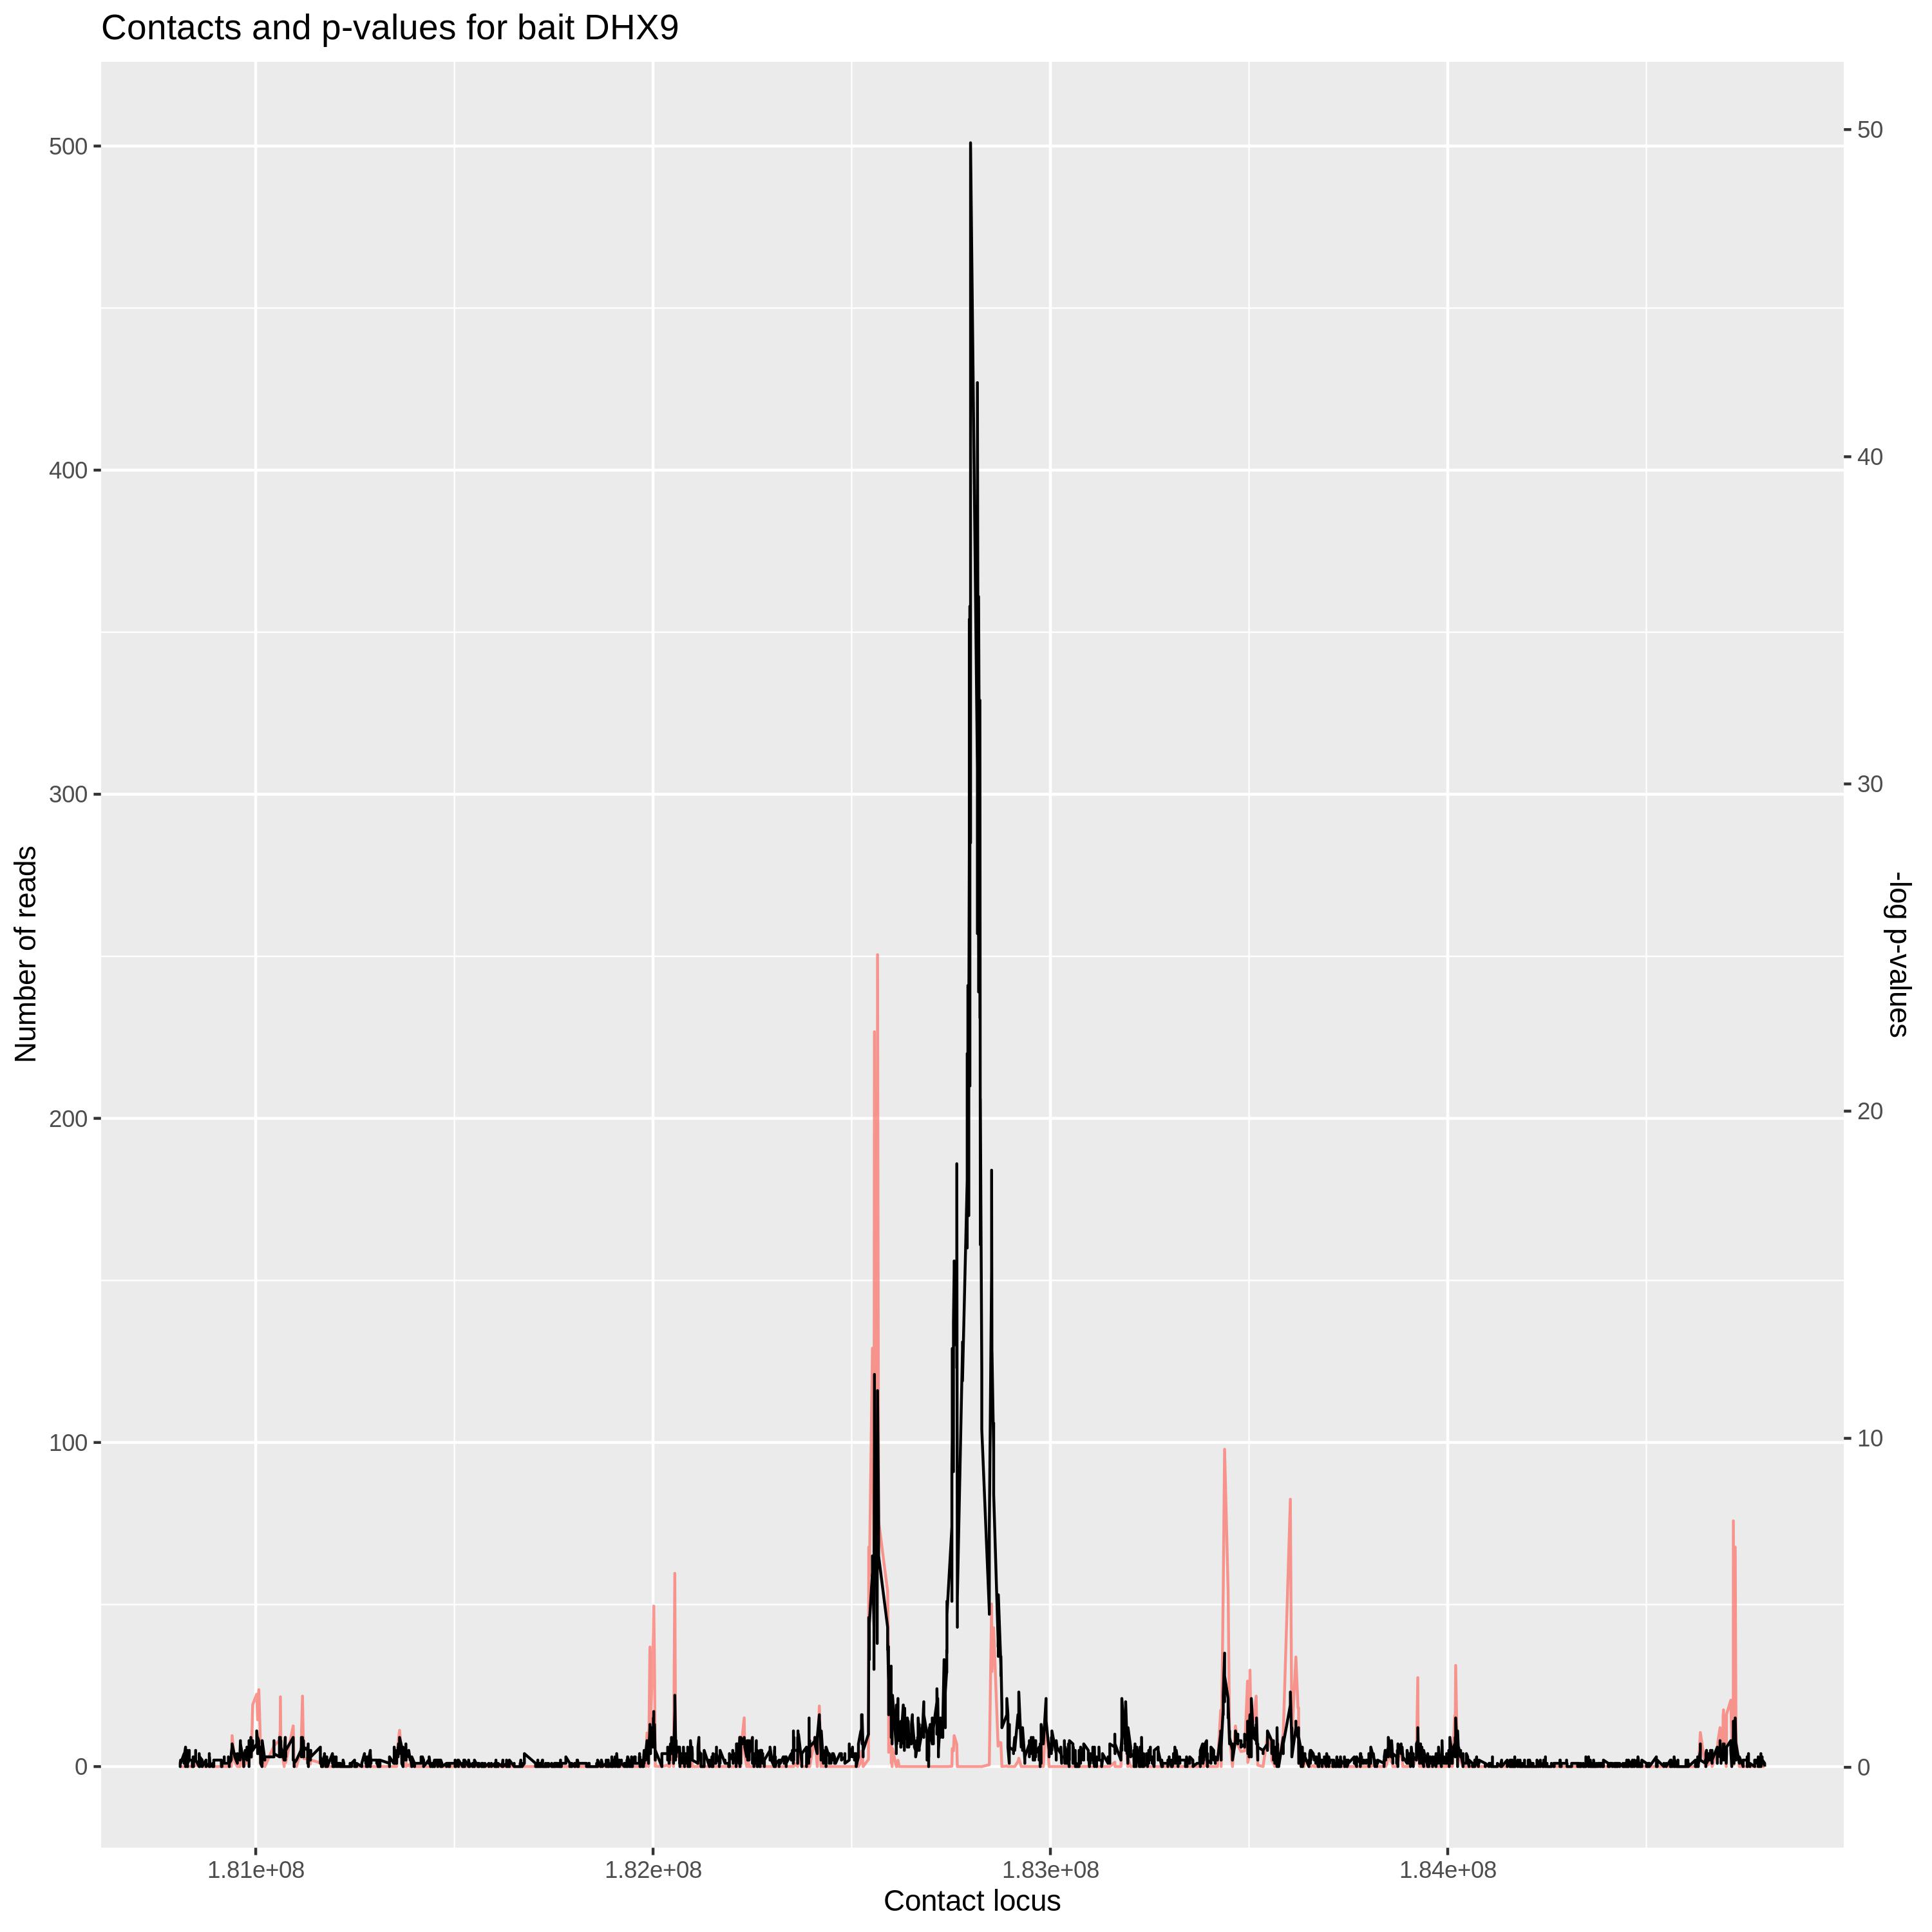 Contacts and p-values for bait DHX9
500
400
300
200
100
0
Number of reads
50
40
30
20
10
0
-log p-values
1.81e+08
1.82e+08
1.83e+08
1.84e+08
Contact locus